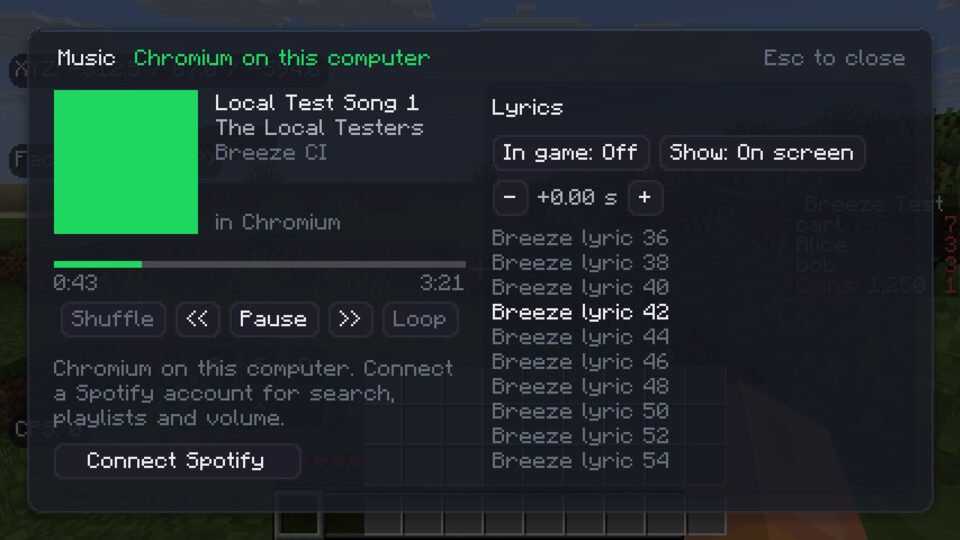 Music Chromium on this computer
Esc to close
Local Test Song 1
The Local Testers
Breeze CI
in Chromium
0:43
3:21
Shuffle
<<
Pause
>>
Loop
Chromium on this computer. Connect
a Spotify account for search,
playlists and volume.
Connect Spotify
Lyrics
In game: Off
Show: On screen
-
+0.00 s
+
Breeze lyric 36
Breeze lyric 38
Breeze lyric 40
Breeze lyric 42
Breeze lyric 44
Breeze lyric 46
Breeze lyric 48
Breeze lyric 50
Breeze lyric 52
Breeze lyric 54
Breeze Test
carl 7
Alice 3
bob
Coins: 1,250 1